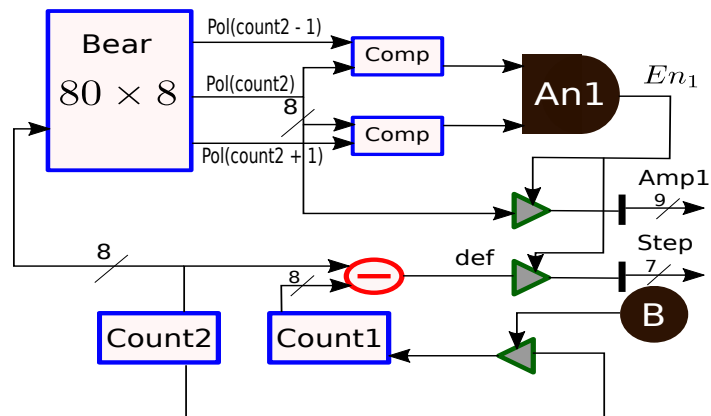 Pol(count2 - 1)
Bear
80 × 8
Comp
Pol(count2)
8
An1
En1
Comp
Pol(count2 + 1)
Amp1
9
8
def
Step
7
8
B
Count2
Count1